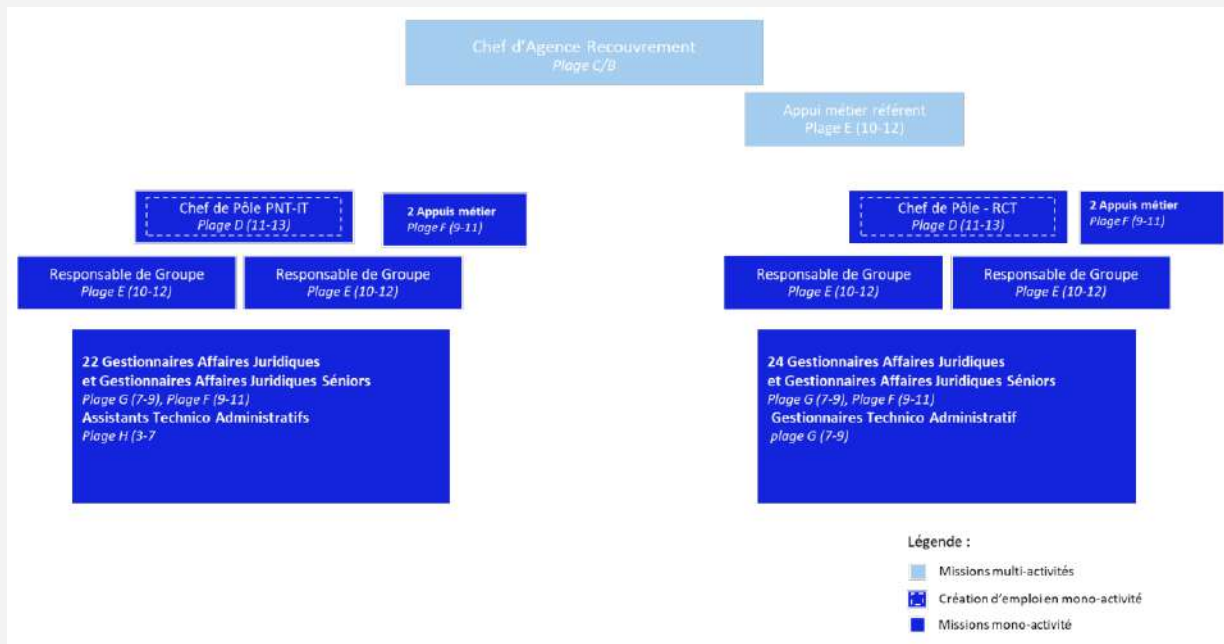 Chef d'Agence Recouvrement
Plage C/B
Appui métier référent
Plage E (10-12)
Chef de Pôle PNT-IT
Plage D (11-13)
2 Appuis métier
Plage F (9-11)
Responsable de Groupe
Plage E (10-12)
Responsable de Groupe
Plage E (10-12)
22 Gestionnaires Affaires Juridiques
et Gestionnaires Affaires Juridiques Séniors
Plage G (7-9), Plage F (9-11)
Assistants Technico Administratifs
Plage H (3-7
Chef de Pôle - RCT
Plage D (11-13)
2 Appuis métier
Plage F (9-11)
Responsable de Groupe
Plage E (10-12)
Responsable de Groupe
Plage E (10-12)
24 Gestionnaires Affaires Juridiques
et Gestionnaires Affaires Juridiques Séniors
Plage G (7-9), Plage F (9-11)
Gestionnaires Technico Administratif
plage G (7-9)
Légende :
Missions multi-activités
Création d'emploi en mono-activité
Missions mono-activité